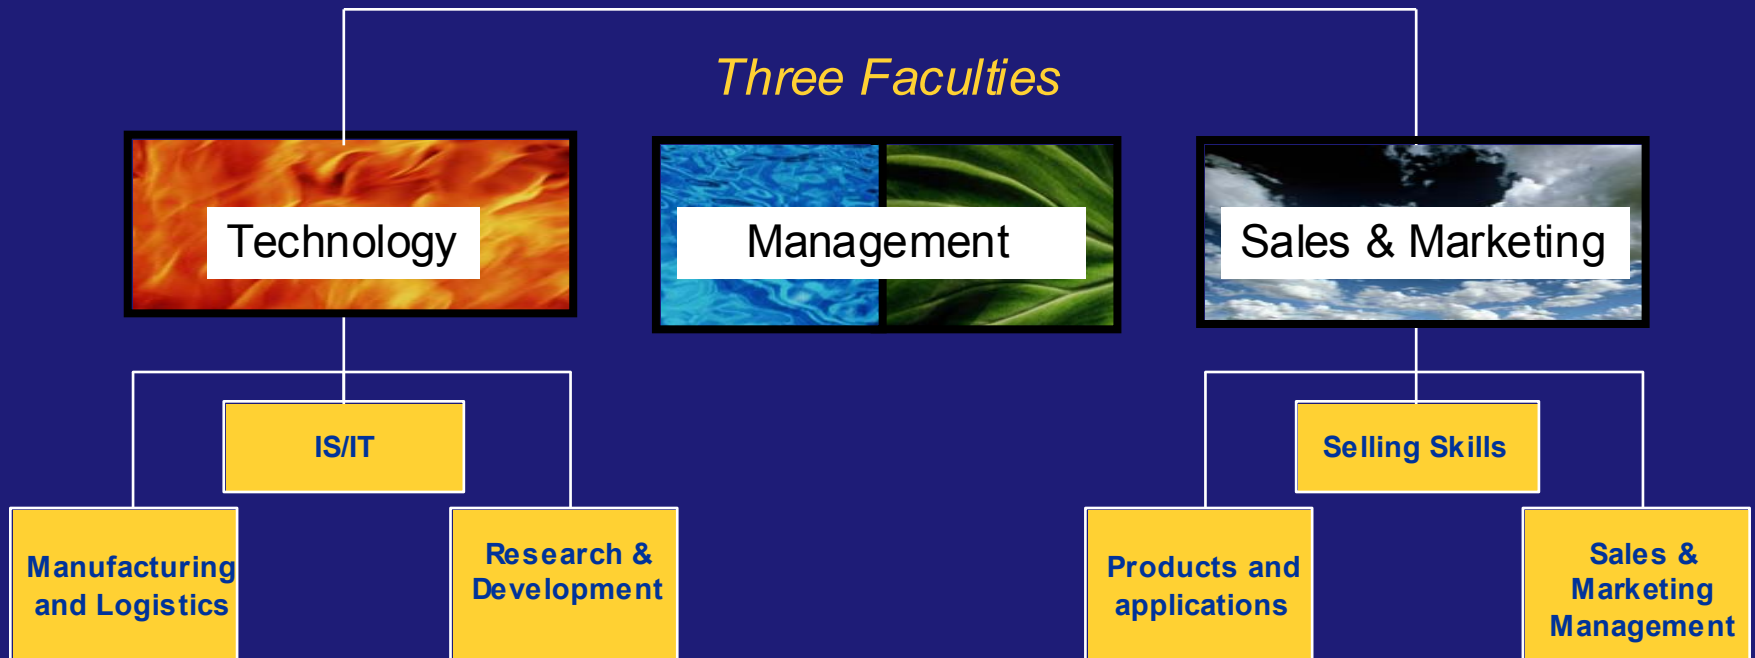 Three Faculties
Technology
Management
Sales & Marketing
IS/IT
Selling Skills
Manufacturing
and Logistics
Research &
Development
Products and
applications
Sales &
Marketing
Management